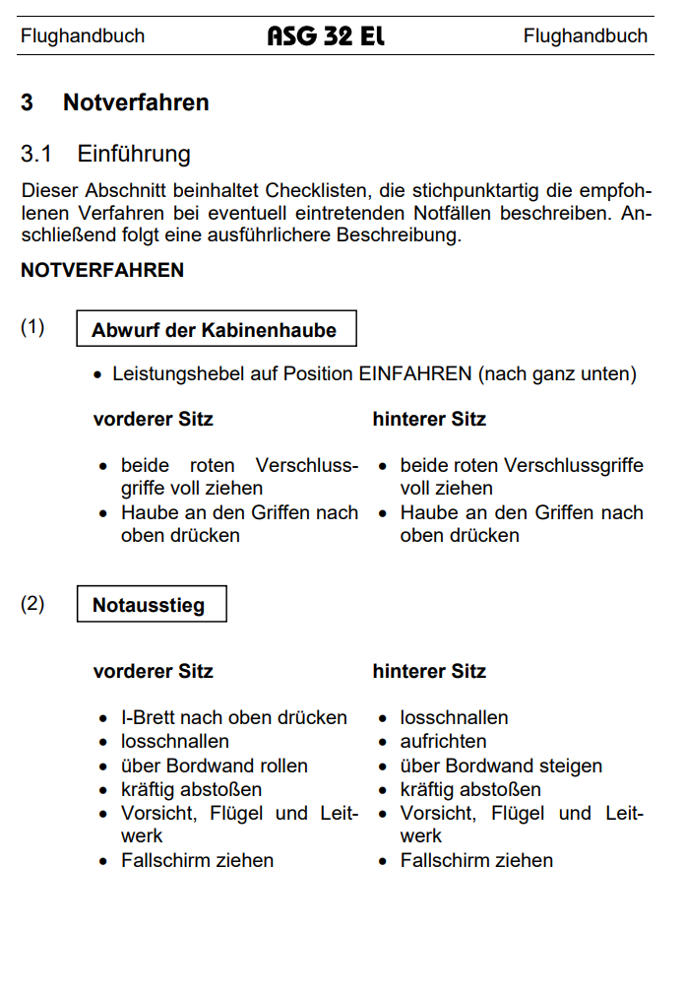 Flughandbuch ASG 32 El Flughandbuch
3 Notverfahren
3.1 Einführung
Dieser Abschnitt beinhaltet Checklisten, die stichpunktartig die empfoh-
lenen Verfahren bei eventuell eintretenden Notfällen beschreiben. An-
schließend folgt eine ausführlichere Beschreibung.
NOTVERFAHREN
(1) Abwurf der Kabinenhaube
• Leistungshebel auf Position EINFAHREN (nach ganz unten)
vorderer Sitz
• beide roten Verschluss-
griffe voll ziehen
• Haube an den Griffen nach
oben drücken
hinterer Sitz
• beide roten Verschlussgriffe
voll ziehen
• Haube an den Griffen nach
oben drücken
(2) Notausstieg
vorderer Sitz
• I-Brett nach oben drücken
• losschnallen
• über Bordwand rollen
• kräftig abstoßen
• Vorsicht, Flügel und Leit-
werk
• Fallschirm ziehen
hinterer Sitz
• losschnallen
• aufrichten
• über Bordwand steigen
• kräftig abstoßen
• Vorsicht, Flügel und Leit-
werk
• Fallschirm ziehen